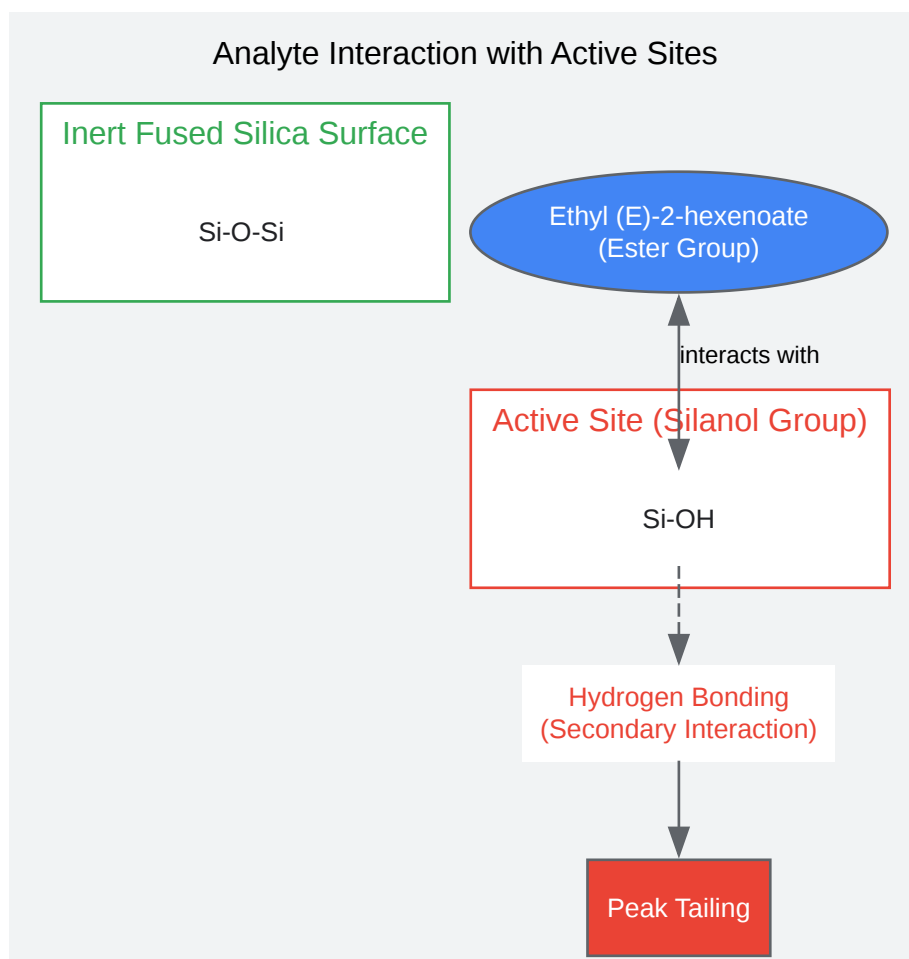 Analyte Interaction with Active Sites
Inert Fused Silica Surface
Si-O-Si
Ethyl (E)-2-hexenoate
(Ester Group)
interacts with
Active Site (Silanol Group)
Si-OH
Hydrogen Bonding
(Secondary Interaction)
Peak Tailing